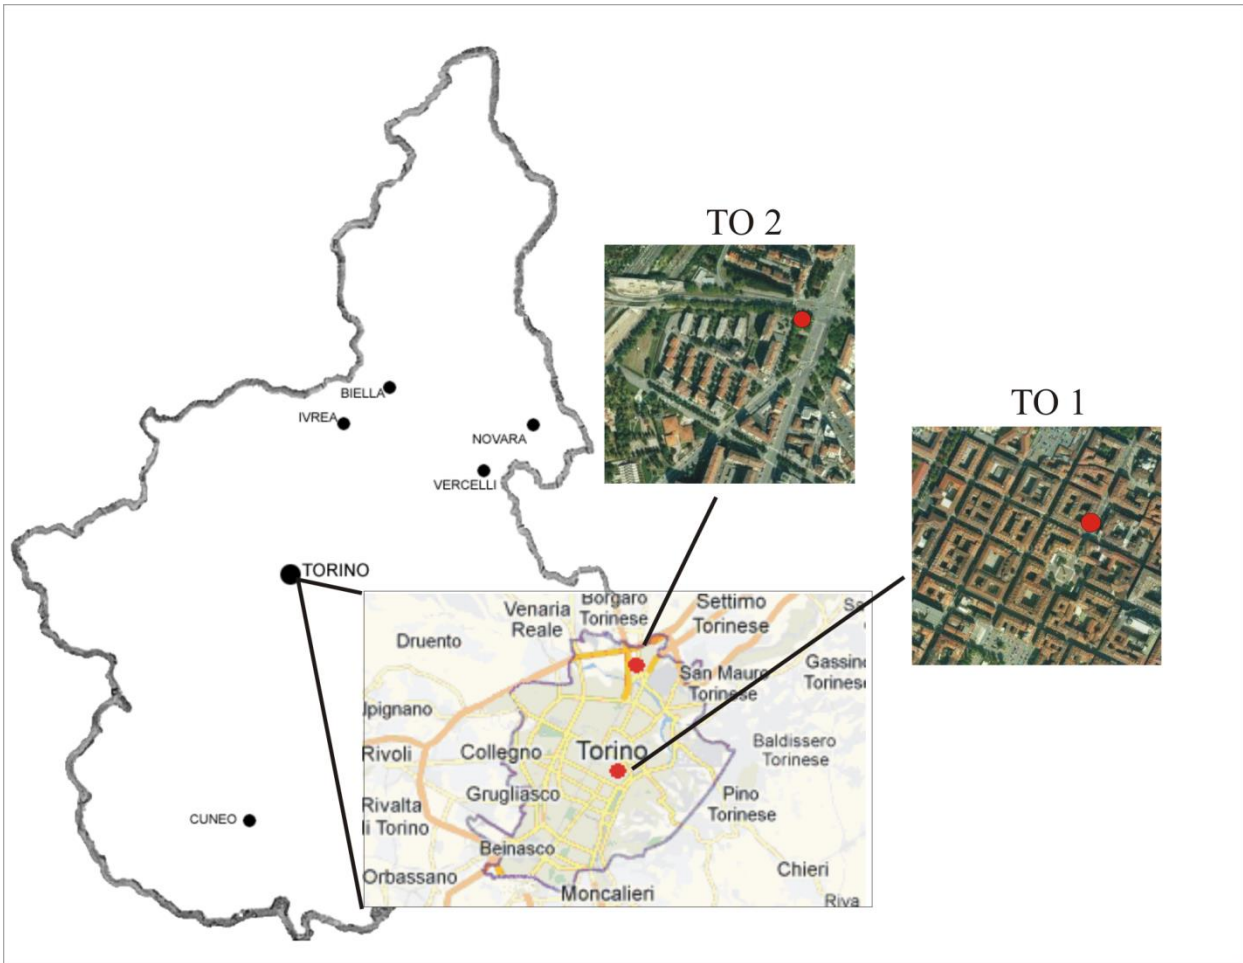 TO 2
TO 1
BIELLA
IVREA
NOVARA
VERCELLI
TORINO
CUNEO
Borgaro
Torinese
Venaria
Reale
Settimo
Torinese
Druento
San Mauro
Torinese
Gassino
Torinese
lpignano
Rivoli
Collegno
Torino
Baldissero
Torinese
Grugliasco
Rivalta
di Torino
Pino
Torinese
Beinasco
Orbassano
Moncalieri
Chieri
Riva